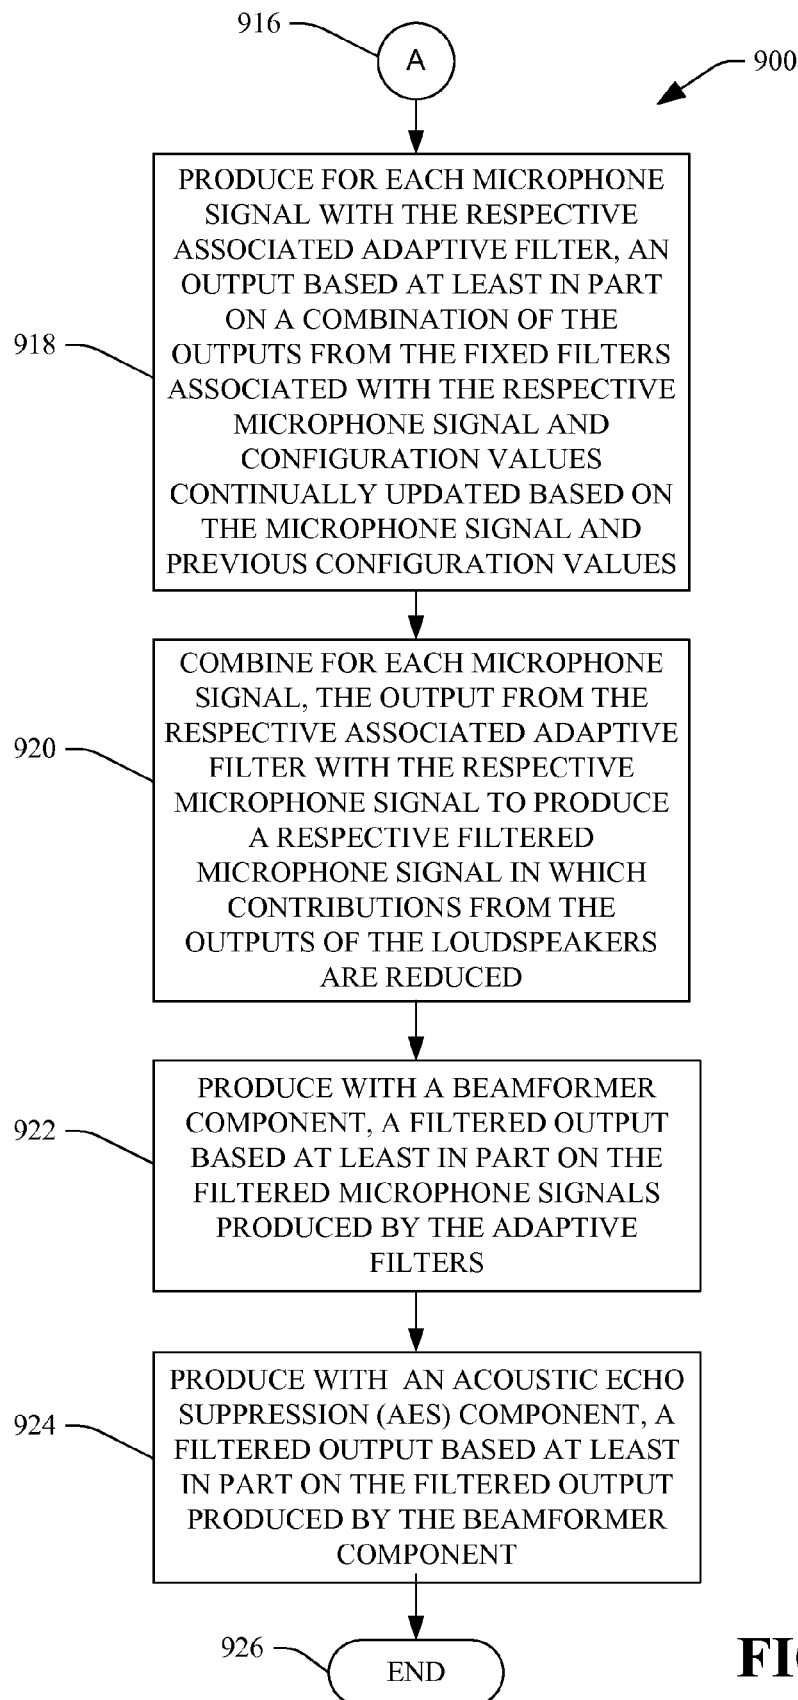 916
A
900
PRODUCE FOR EACH MICROPHONE
SIGNAL WITH THE RESPECTIVE
ASSOCIATED ADAPTIVE FILTER, AN
OUTPUT BASED AT LEAST IN PART
ON A COMBINATION OF THE
OUTPUTS FROM THE FIXED FILTERS
ASSOCIATED WITH THE RESPECTIVE
MICROPHONE SIGNAL AND
CONFIGURATION VALUES
CONTINUALLY UPDATED BASED ON
THE MICROPHONE SIGNAL AND
PREVIOUS CONFIGURATION VALUES
918
COMBINE FOR EACH MICROPHONE
SIGNAL, THE OUTPUT FROM THE
RESPECTIVE ASSOCIATED ADAPTIVE
FILTER WITH THE RESPECTIVE
MICROPHONE SIGNAL TO PRODUCE
A RESPECTIVE FILTERED
MICROPHONE SIGNAL IN WHICH
CONTRIBUTIONS FROM THE
OUTPUTS OF THE LOUDSPEAKERS
ARE REDUCED
920
PRODUCE WITH A BEAMFORMER
COMPONENT, A FILTERED OUTPUT
BASED AT LEAST IN PART ON THE
FILTERED MICROPHONE SIGNALS
PRODUCED BY THE ADAPTIVE
FILTERS
922
PRODUCE WITH AN ACOUSTIC ECHO
SUPPRESSION (AES) COMPONENT, A
FILTERED OUTPUT BASED AT LEAST
IN PART ON THE FILTERED OUTPUT
PRODUCED BY THE BEAMFORMER
COMPONENT
924
926
END